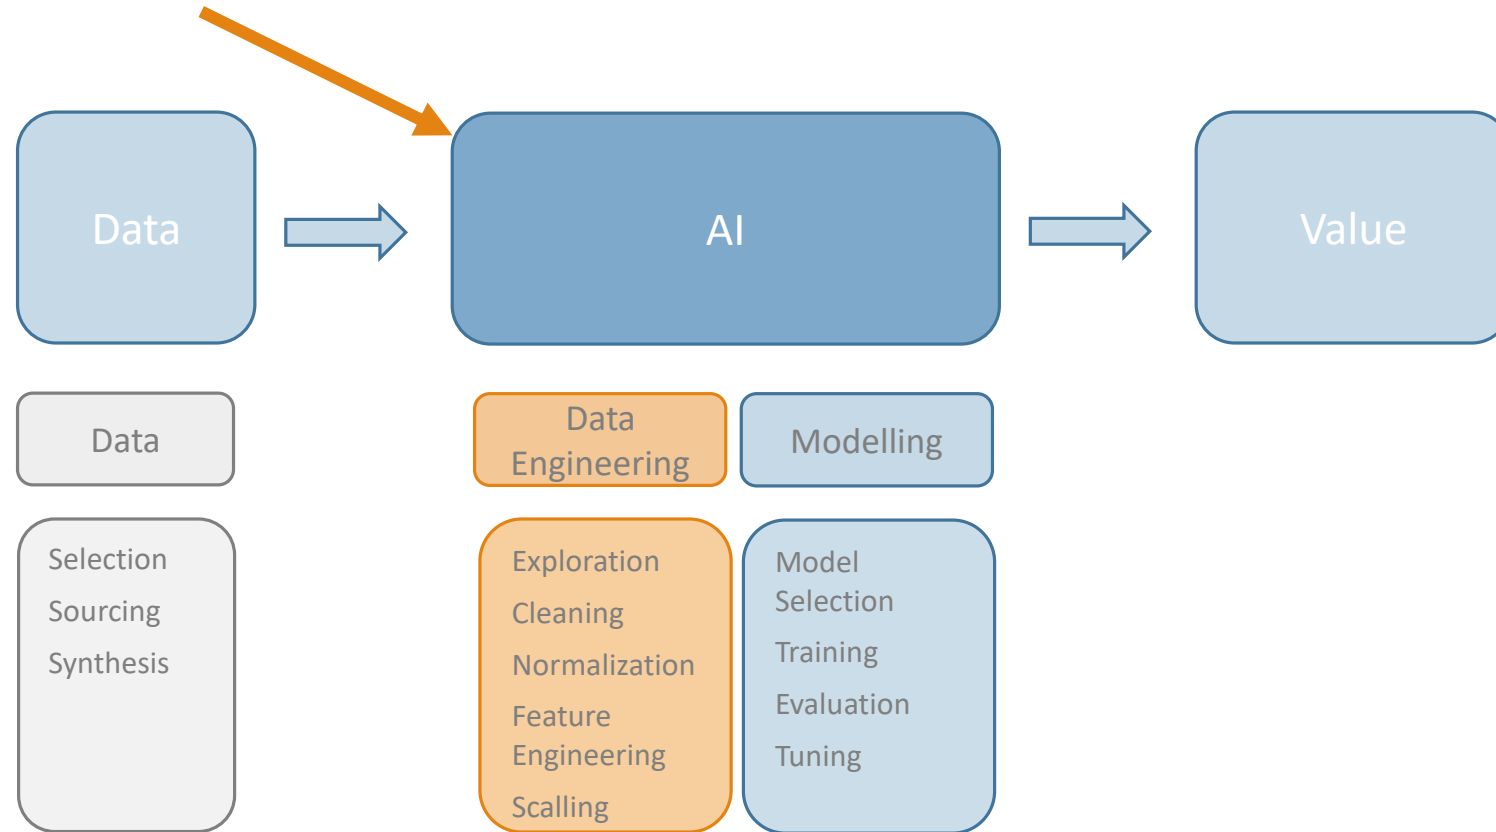 Data
AI
Value
Data
Data
Engineering
Modelling
Selection
Sourcing
Synthesis
Exploration
Cleaning
Normalization
Feature
Engineering
Scalling
Model
Selection
Training
Evaluation
Tuning